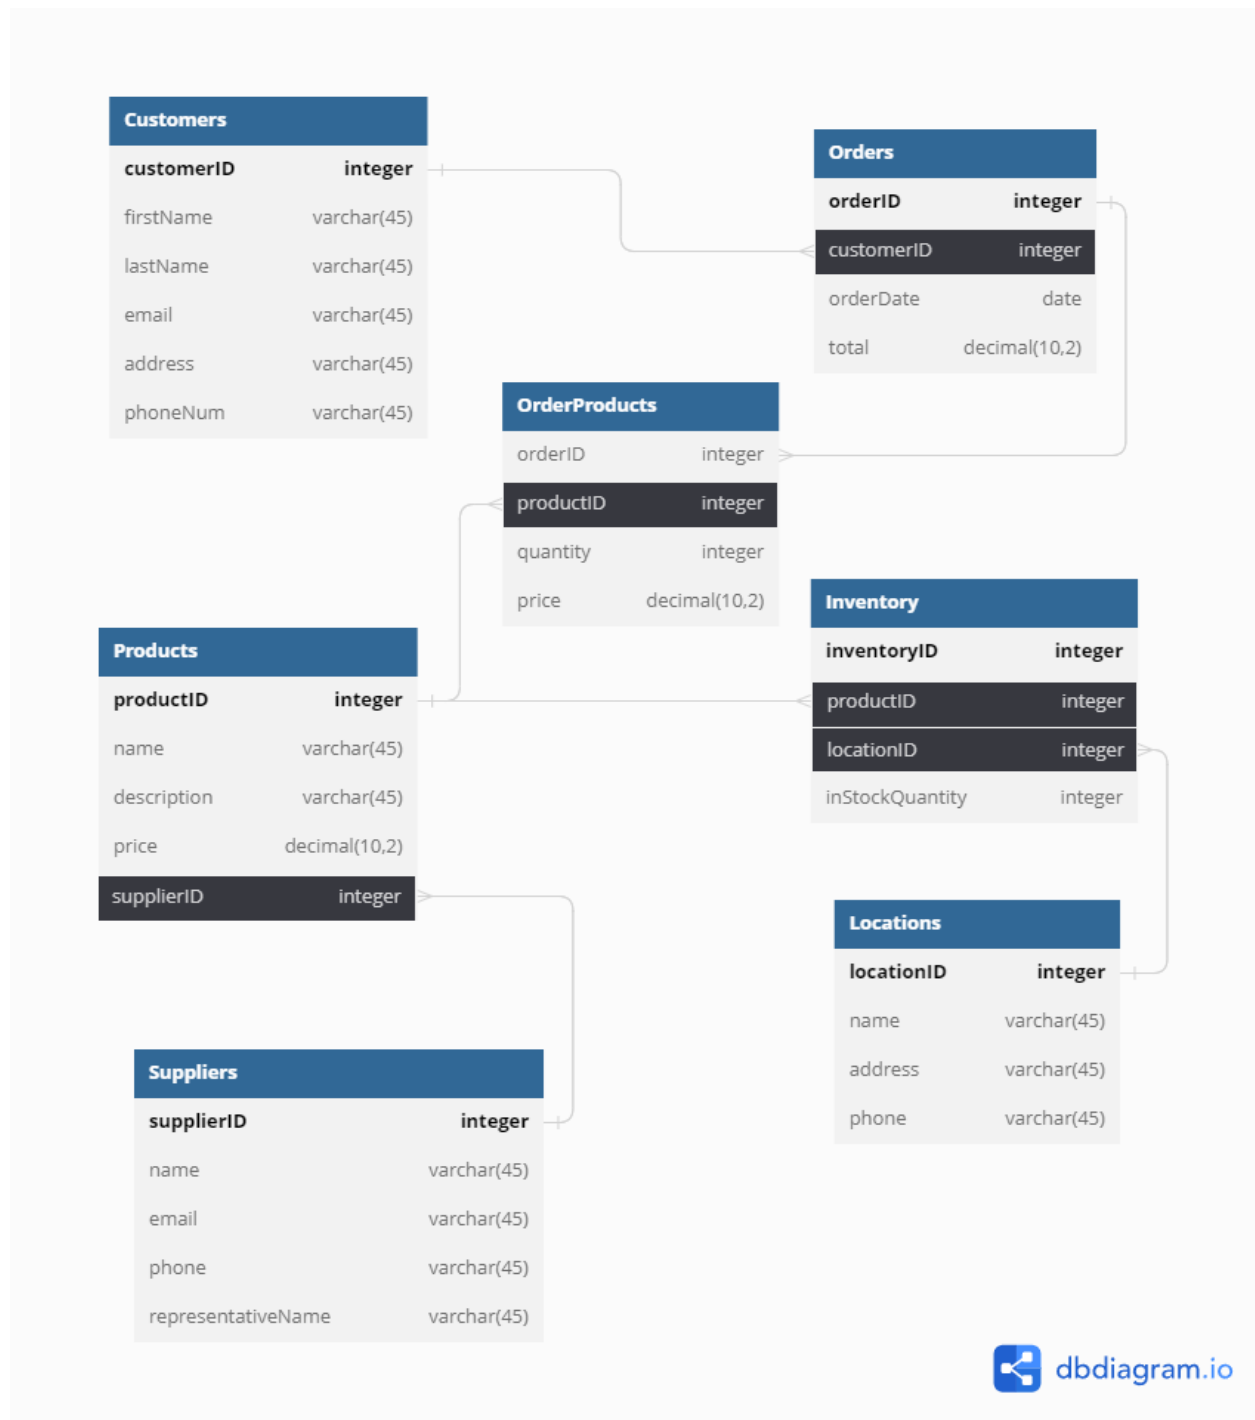 Customers
customerID integer
firstName varchar(45)
lastName varchar(45)
email varchar(45)
address varchar(45)
phoneNum varchar(45)
Orders
orderID integer
customerID integer
orderDate date
total decimal(10,2)
OrderProducts
orderID integer
productID integer
quantity integer
price decimal(10,2)
Inventory
inventoryID integer
productID integer
locationID integer
inStockQuantity integer
Products
productID integer
name varchar(45)
description varchar(45)
price decimal(10,2)
supplierID integer
Locations
locationID integer
name varchar(45)
address varchar(45)
phone varchar(45)
Suppliers
supplierID integer
name varchar(45)
email varchar(45)
phone varchar(45)
representativeName varchar(45)
dbdiagram.io